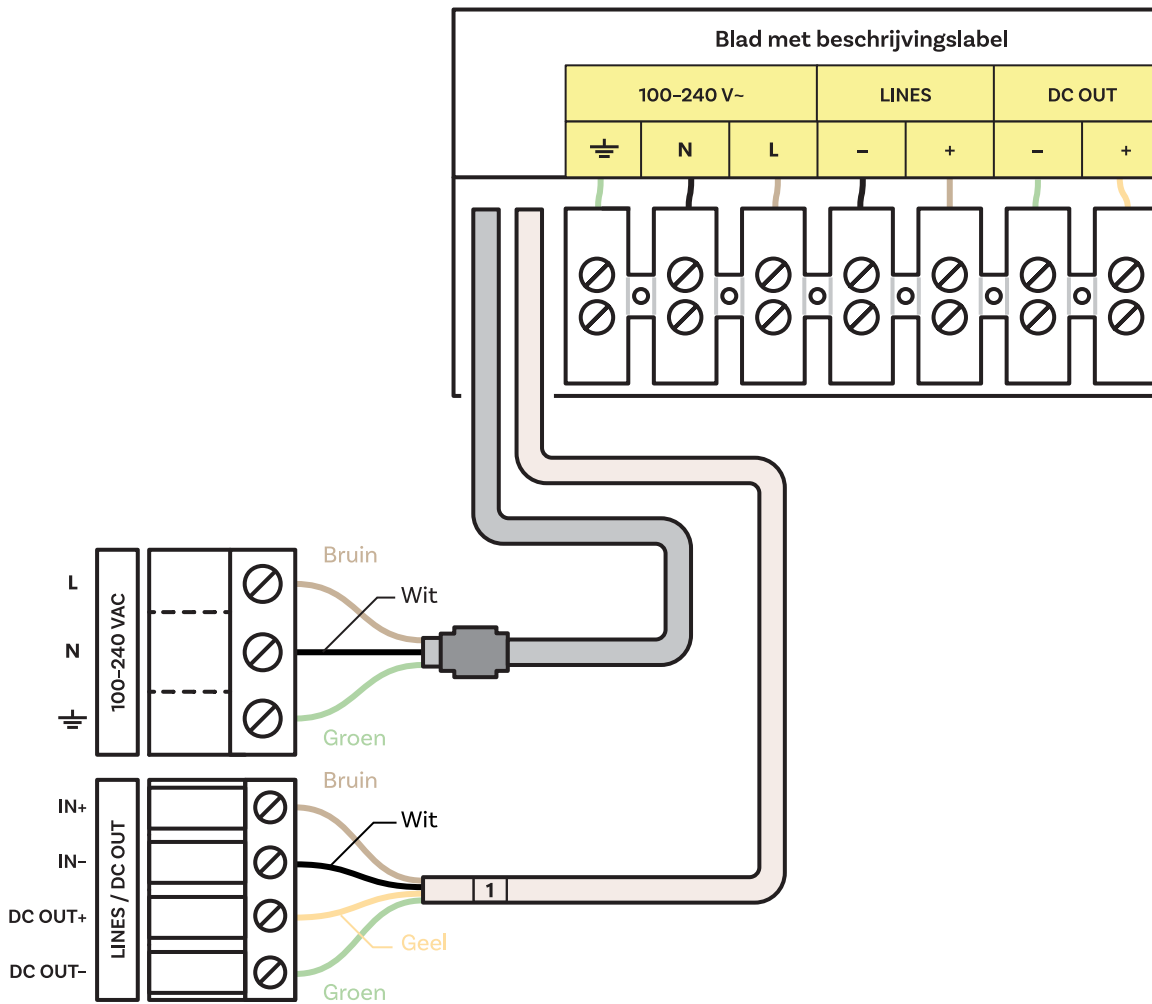 Blad met beschrijvingslabel
100–240 V~ LINES DC OUT
N L – + – +
Bruin
Wit
L
N
100–240 VAC
Groen
Bruin
Wit
IN+
IN–
DC OUT+
DC OUT–
LINES / DC OUT
1
Geel
Groen